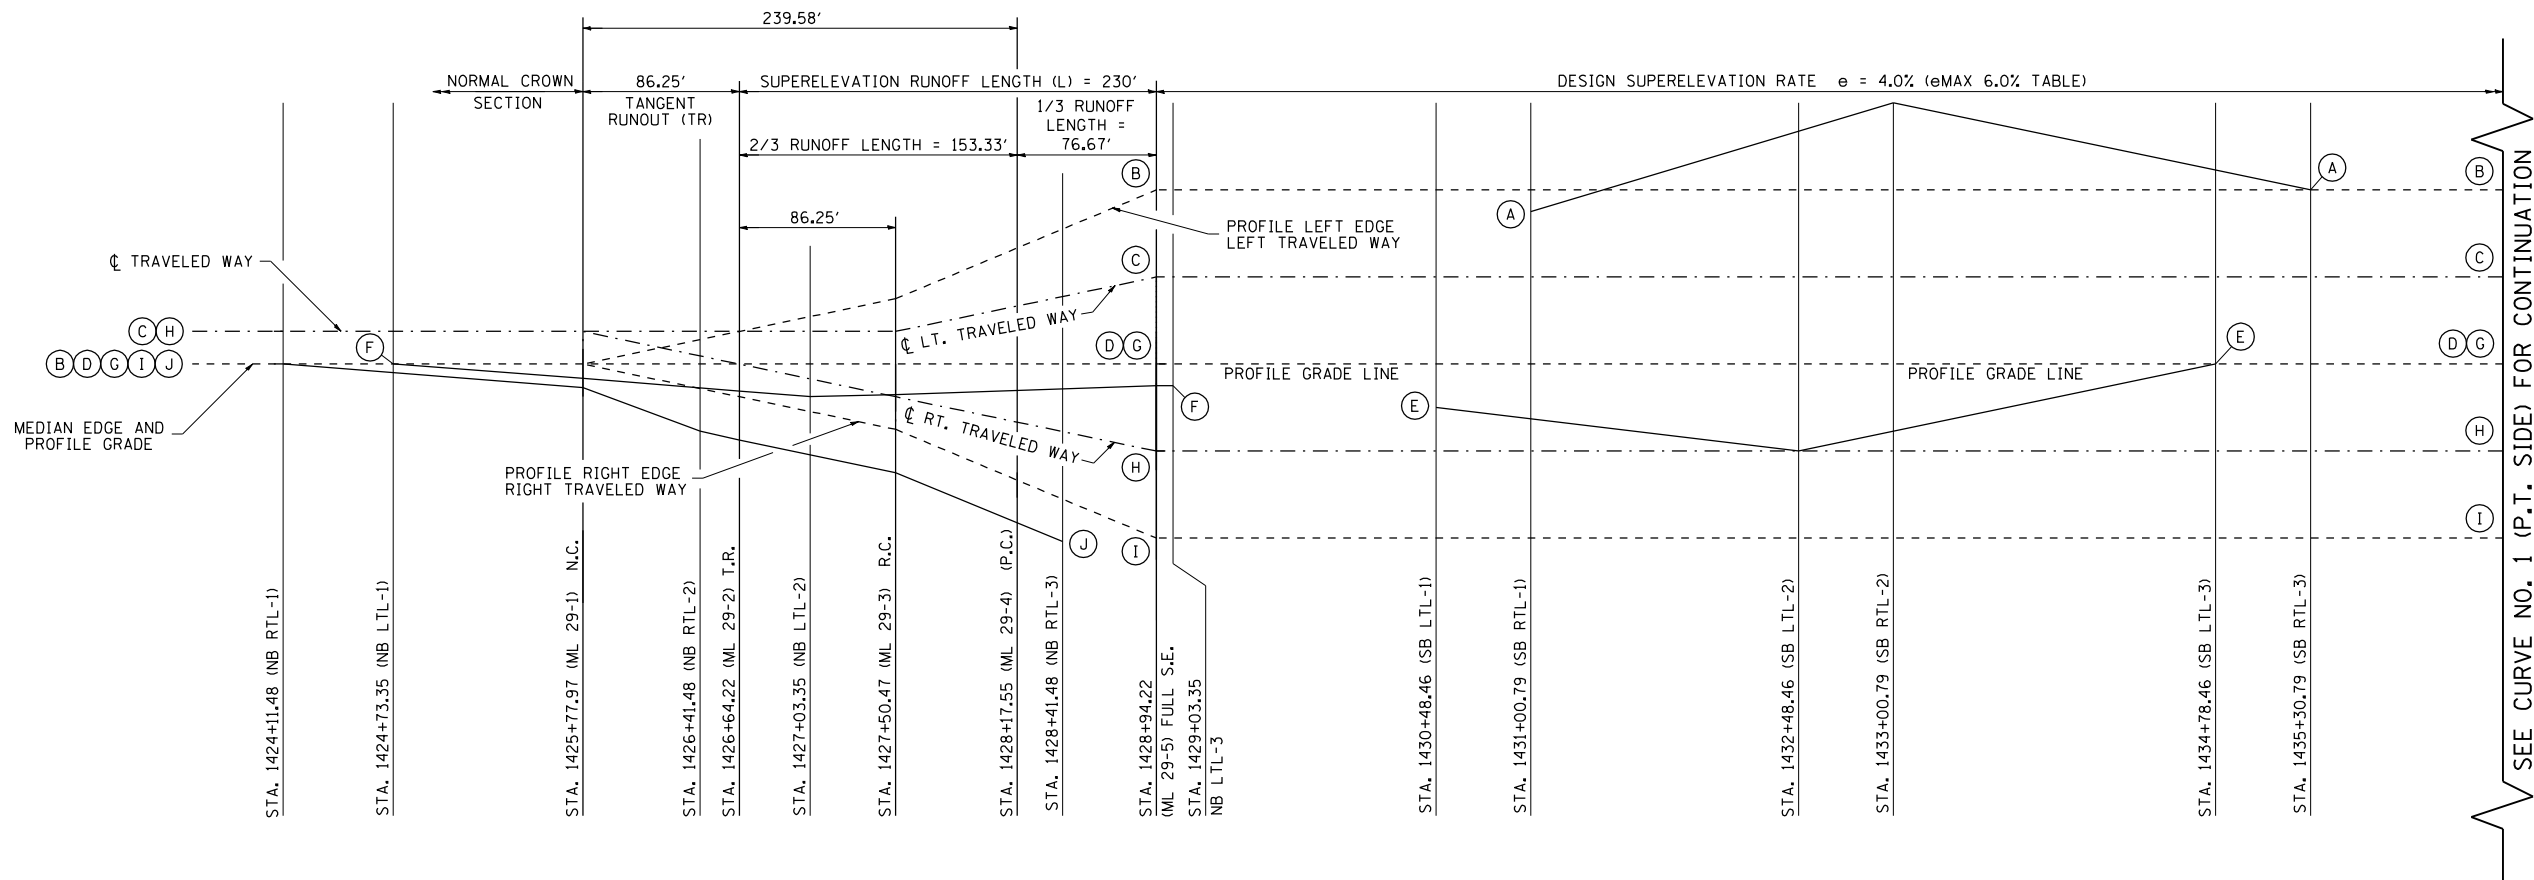 239.58'
NORMAL CROWN
SECTION
86.25'
TANGENT
RUNOUT (TR)
SUPERELEVATION RUNOFF LENGTH (L) = 230'
DESIGN SUPERELEVATION RATE e = 4.0% (eMAX 6.0% TABLE)
1/3 RUNOFF
LENGTH =
76.67'
2/3 RUNOFF LENGTH = 153.33'
B
A
B
86.25'
A
PROFILE LEFT EDGE
LEFT TRAVELED WAY
℄ TRAVELED WAY
C
C
C H
F
℄ LT. TRAVELED WAY
D G
E
D G
B D G I J
PROFILE GRADE LINE
PROFILE GRADE LINE
F
E
MEDIAN EDGE AND
PROFILE GRADE
℄ RT. TRAVELED WAY
H
H
PROFILE RIGHT EDGE
RIGHT TRAVELED WAY
J
I
I
STA. 1424+11.48 (NB RTL-1)
STA. 1424+73.35 (NB LTL-1)
STA. 1425+77.97 (ML 29-1) N.C.
STA. 1426+41.48 (NB RTL-2)
STA. 1426+64.22 (ML 29-2) T.R.
STA. 1427+03.35 (NB LTL-2)
STA. 1427+50.47 (ML 29-3) R.C.
STA. 1428+17.55 (ML 29-4) (P.C.)
STA. 1428+41.48 (NB RTL-3)
STA. 1428+94.22
(ML 29-5) FULL S.E.
STA. 1429+03.35
NB LTL-3
STA. 1430+48.46 (SB LTL-1)
STA. 1431+00.79 (SB RTL-1)
STA. 1432+48.46 (SB LTL-2)
STA. 1433+00.79 (SB RTL-2)
STA. 1434+78.46 (SB LTL-3)
STA. 1435+30.79 (SB RTL-3)
SEE CURVE NO. 1 (P.T. SIDE) FOR CONTINUATION